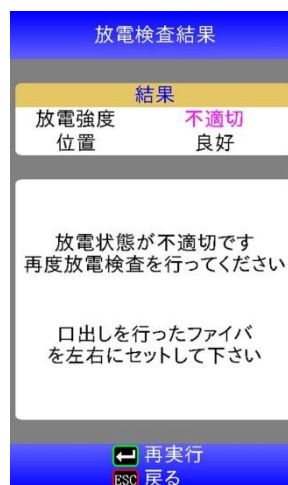 放電検査結果
結果
放電強度 不適切
位置 良好
放電状態が不適切です
再度放電検査を行ってください
口出しを行ったファイバ
を左右にセットして下さい
再実行
ESC 戻る